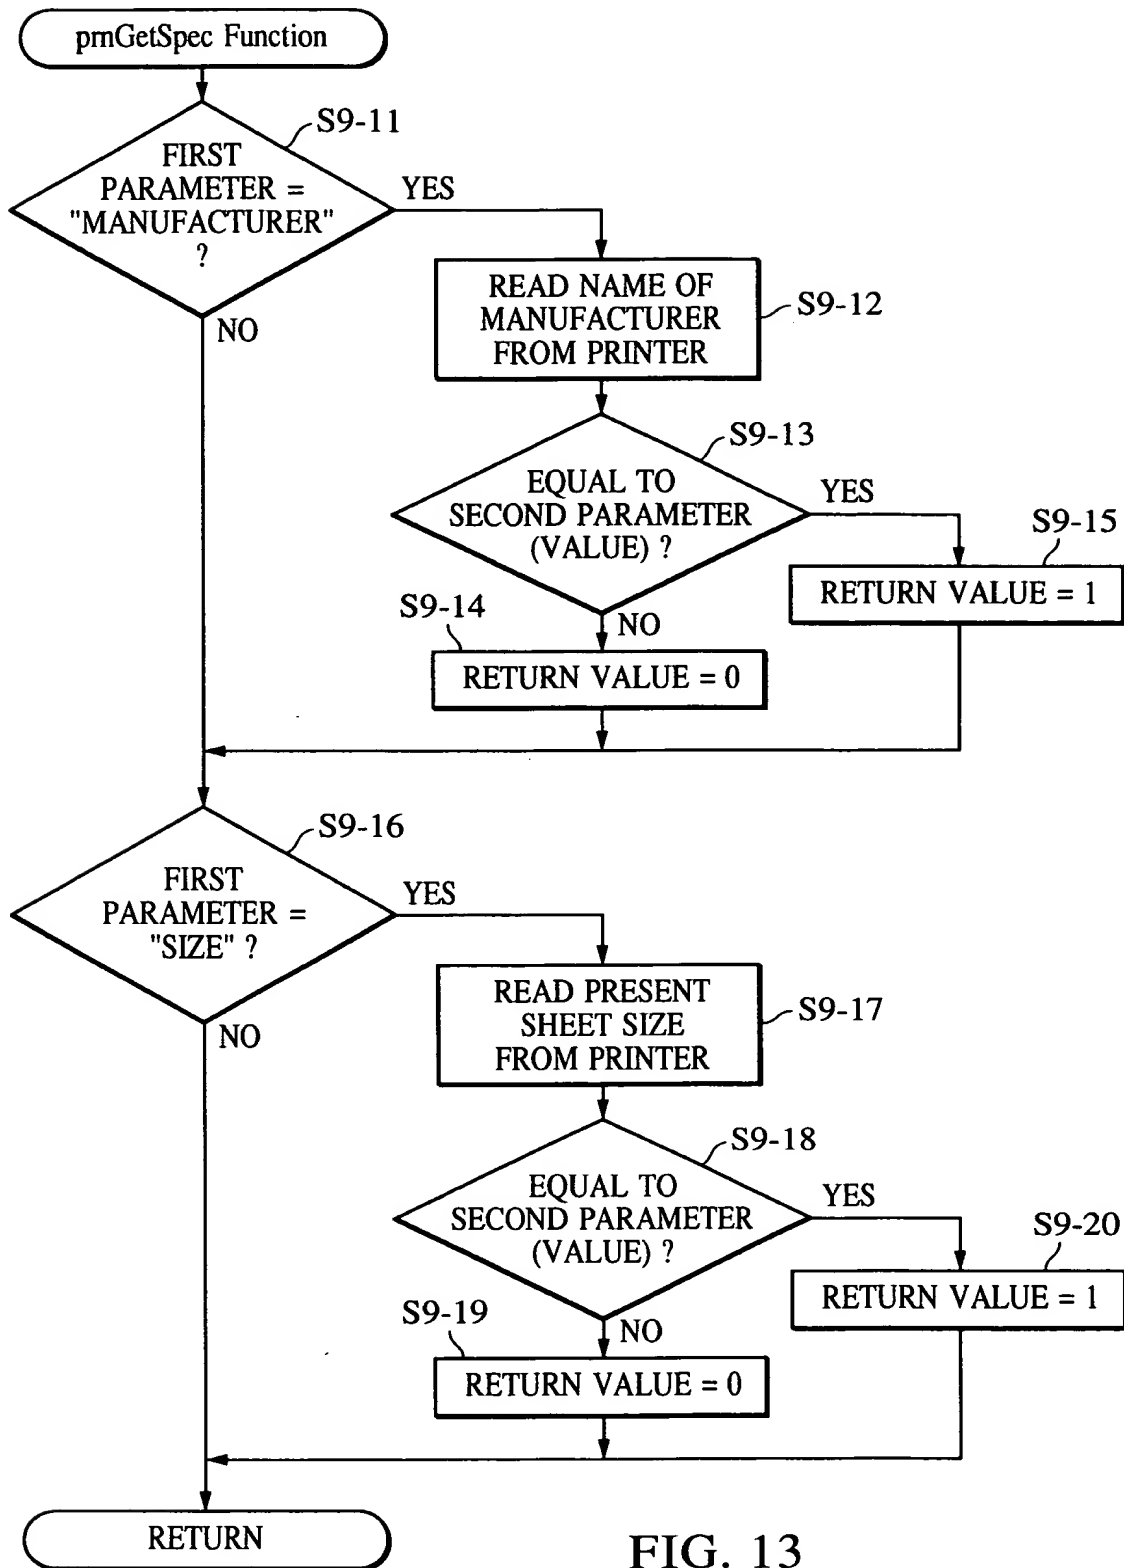 prnGetSpec Function
S9-11
FIRST
PARAMETER =
"MANUFACTURER"
?
YES
NO
READ NAME OF
MANUFACTURER
FROM PRINTER
S9-12
S9-13
EQUAL TO
SECOND PARAMETER
(VALUE) ?
YES
S9-15
RETURN VALUE = 1
S9-14
NO
RETURN VALUE = 0
S9-16
FIRST
PARAMETER =
"SIZE" ?
YES
NO
READ PRESENT
SHEET SIZE
FROM PRINTER
S9-17
S9-18
EQUAL TO
SECOND PARAMETER
(VALUE) ?
YES
S9-20
RETURN VALUE = 1
S9-19
NO
RETURN VALUE = 0
RETURN
FIG. 13